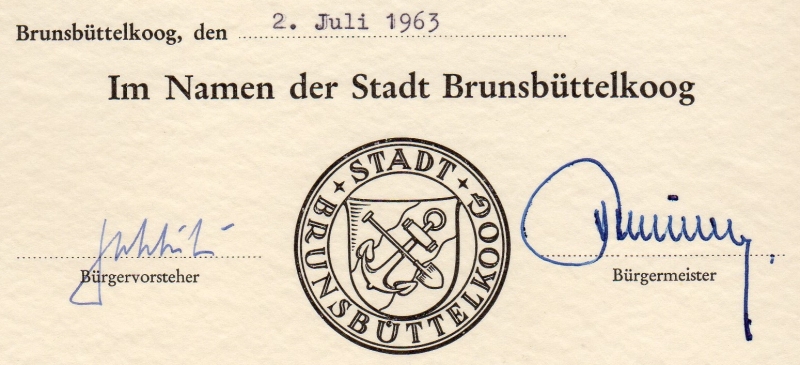 Brunsbüttelkoog, den 2. Juli 1963
Im Namen der Stadt Brunsbüttelkoog
STADT BRUNSBÜTTELKOOG
Bürgervorsteher
Bürgermeister